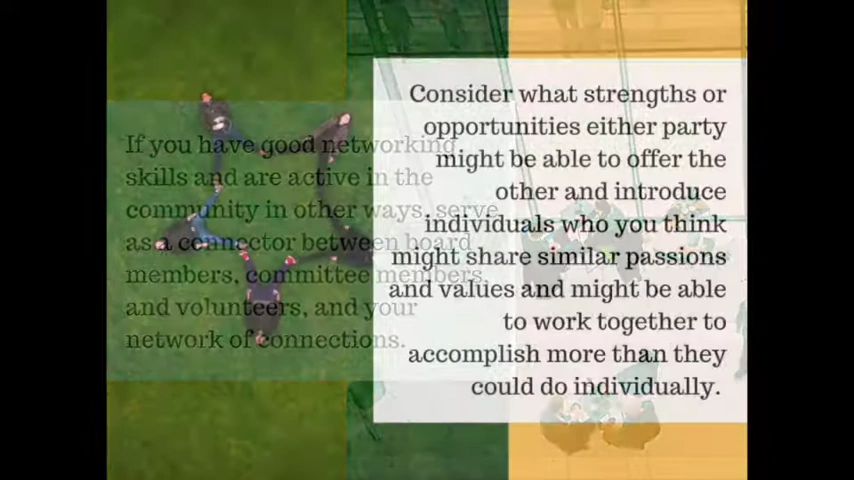 If you have good networking
skills and are active in the
community in other ways, serve
as a connector between board
members, committee members,
and volunteers, and your
network of connections.
Consider what strengths or
opportunities either party
might be able to offer the
other and introduce
individuals who you think
might share similar passions
and values and might be able
to work together to
accomplish more than they
could do individually.